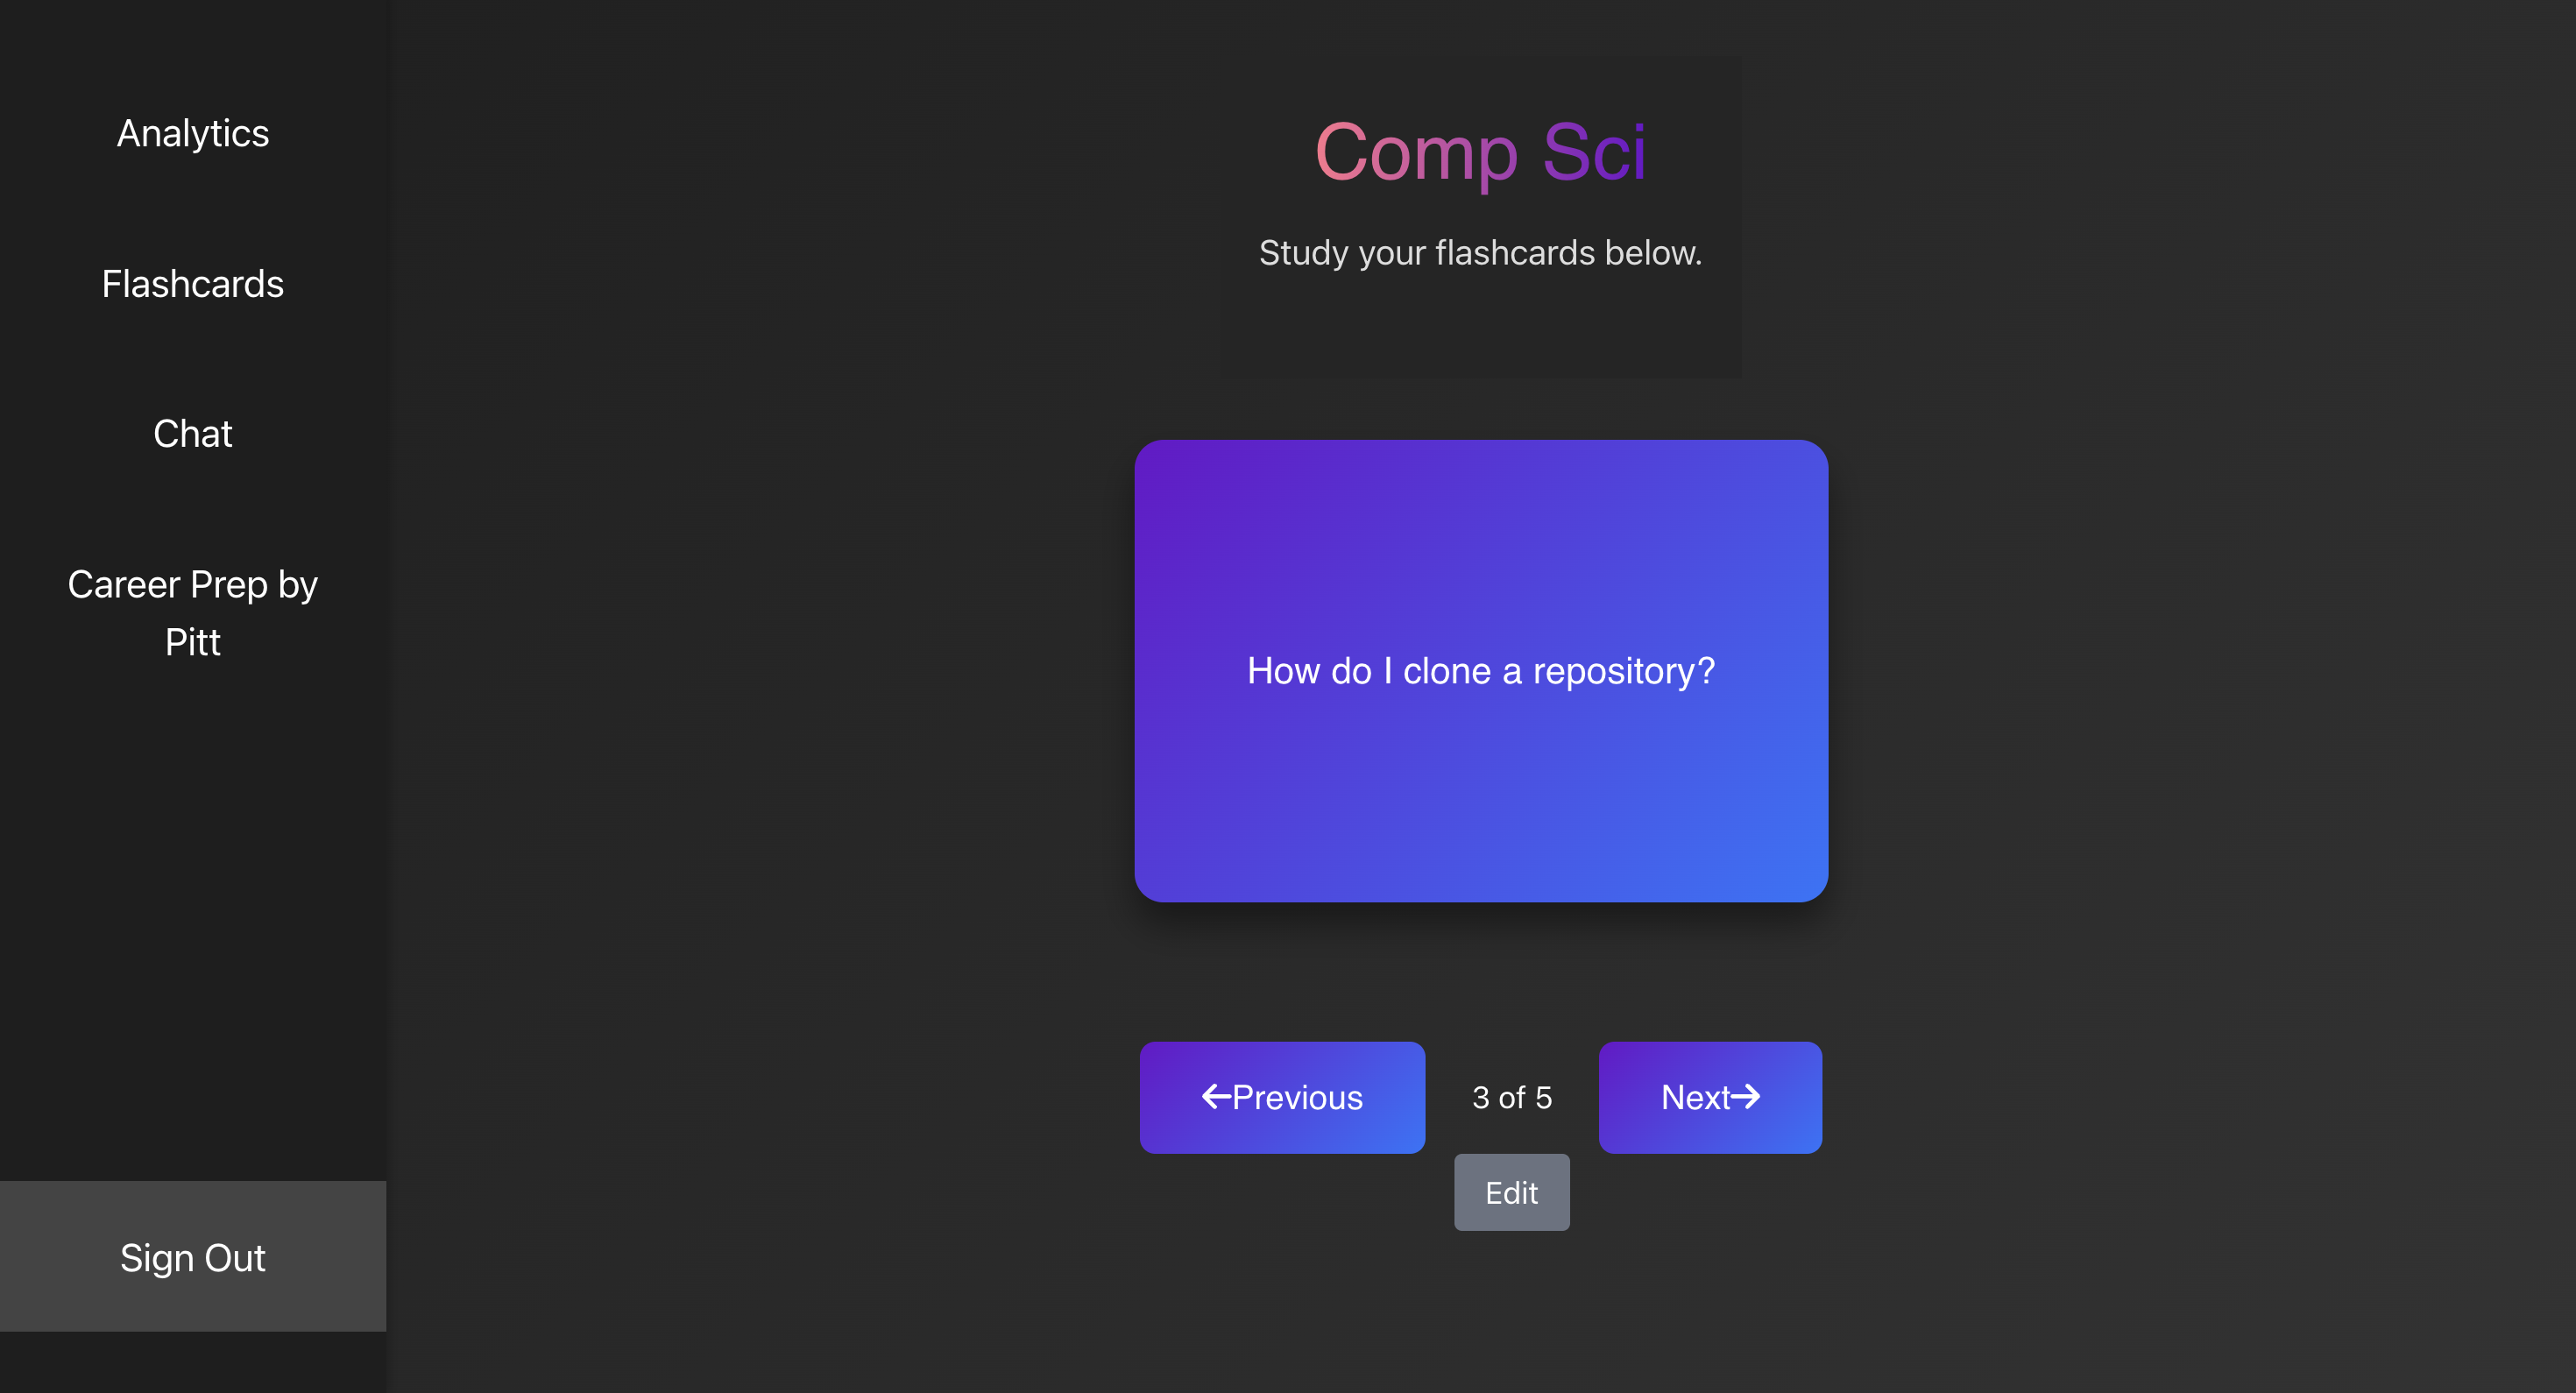 Analytics
Flashcards
Chat
Career Prep by
Pitt
Sign Out
Comp Sci
Study your flashcards below.
How do I clone a repository?
←Previous
3 of 5
Next→
Edit